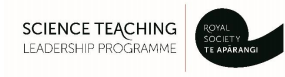 SCIENCE TEACHING
LEADERSHIP PROGRAMME
ROYAL
SOCIETY
TE APĀRANGI